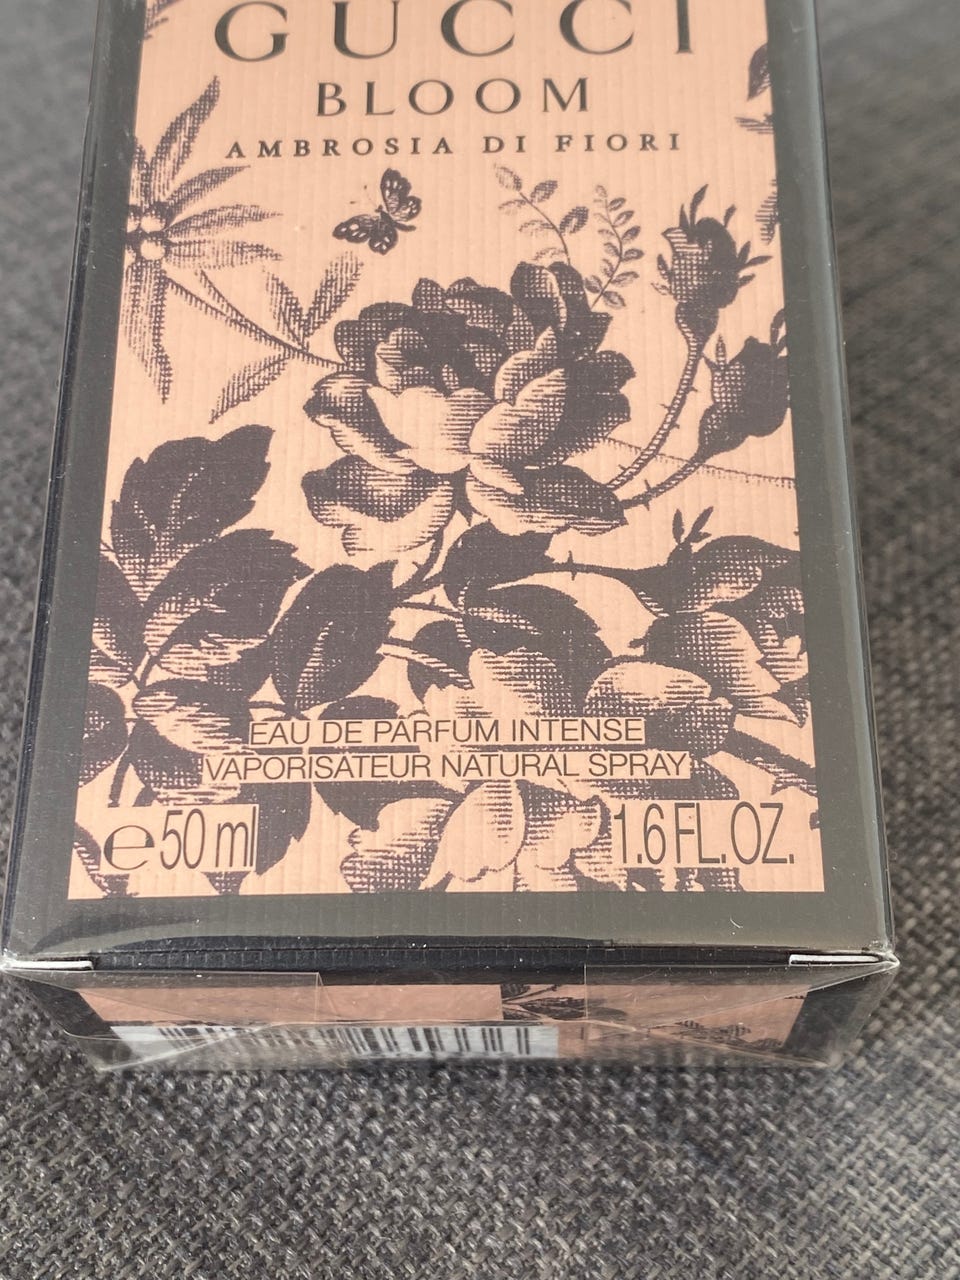 GUCCI
BLOOM
AMBROSIA DI FIORI
EAU DE PARFUM INTENSE
VAPORISATEUR NATURAL SPRAY
℮50 ml 1.6 FL. OZ.